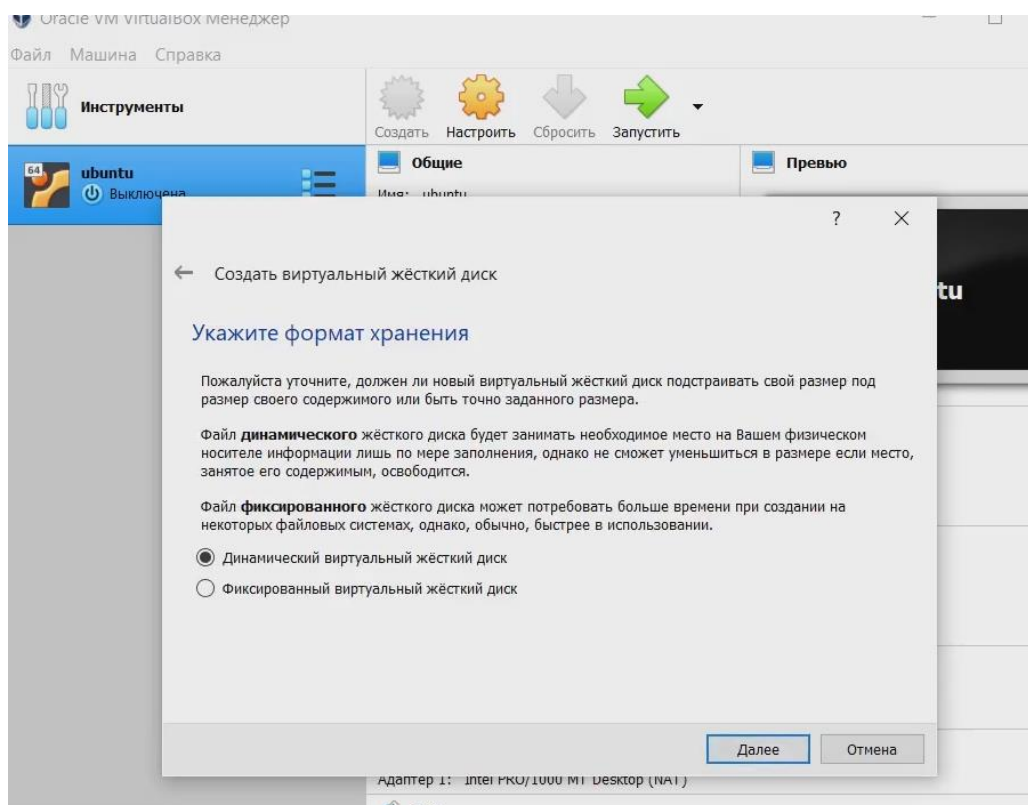 Oracle VM VirtualBox Менеджер
Файл Машина Справка
Инструменты
Создать Настроить Сбросить Запустить
64
ubuntu
Выключена
Общие
Превью
Имя: ubuntu
?
tu
Создать виртуальный жёсткий диск
Укажите формат хранения
Пожалуйста уточните, должен ли новый виртуальный жёсткий диск подстраивать свой размер под
размер своего содержимого или быть точно заданного размера.
Файл динамического жёсткого диска будет занимать необходимое место на Вашем физическом
носителе информации лишь по мере заполнения, однако не сможет уменьшиться в размере если место,
занятое его содержимым, освободится.
Файл фиксированного жёсткого диска может потребовать больше времени при создании на
некоторых файловых системах, однако, обычно, быстрее в использовании.
Динамический виртуальный жёсткий диск
Фиксированный виртуальный жёсткий диск
Далее Отмена
Адаптер 1: Intel PRO/1000 MT Desktop (NAT)